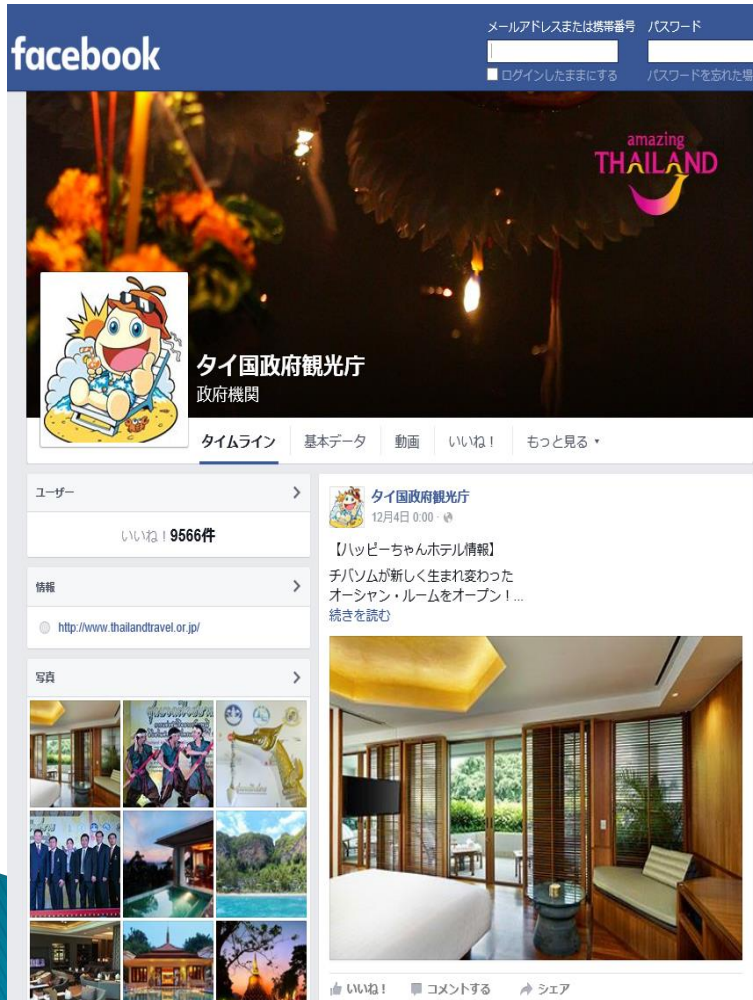 facebook
メールアドレスまたは携帯番号 パスワード
ログインしたままにする パスワードを忘れた場
amazing
THAILAND
タイ国政府観光庁
政府機関
タイムライン 基本データ 動画 いいね！ もっと見る
ユーザー
いいね！9566件
情報
http://www.thailandtravel.or.jp/
写真
タイ国政府観光庁
12月4日 0:00 ·
【ハッピーちゃんホテル情報】
チバソムが新しく生まれ変わった
オーシャン・ルームをオープン！...
続きを読む
いいね！ コメントする シェア